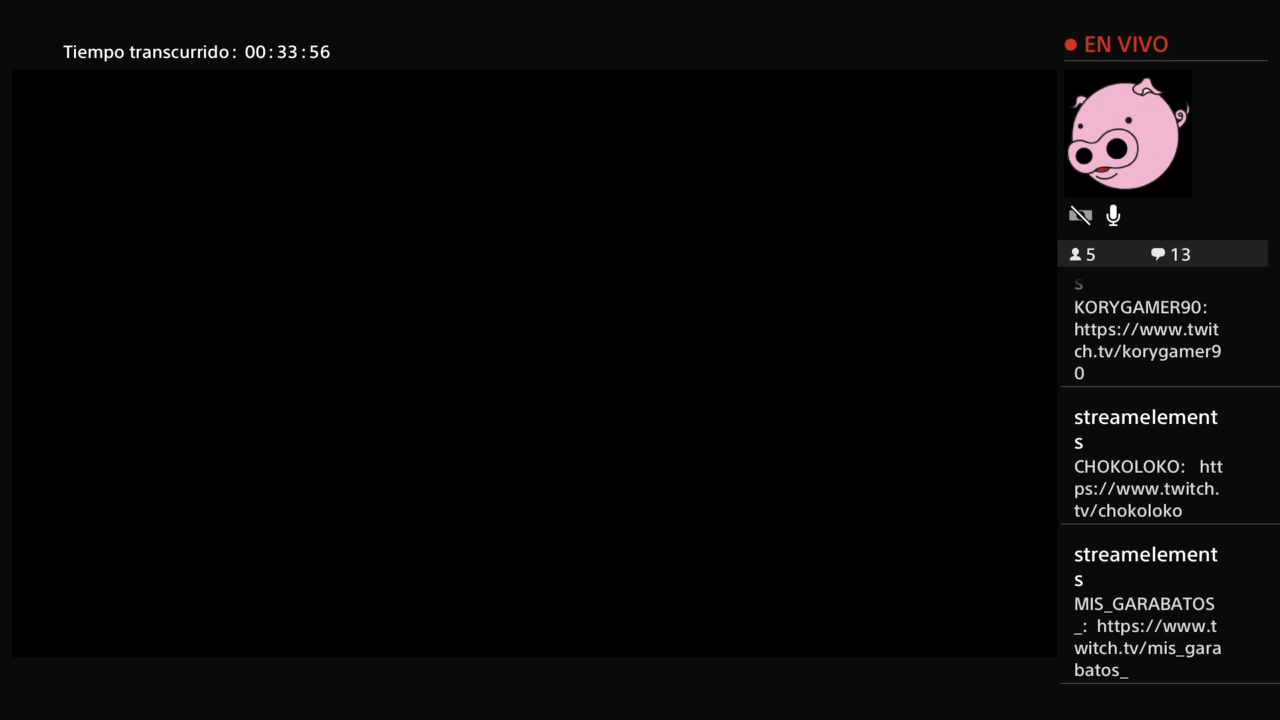 Tiempo transcurrido: 00:33:56
EN VIVO
5 13
s
KORYGAMER90:
https://www.twit
ch.tv/korygamer9
0
streamelement
s
CHOKOLOKO: htt
ps://www.twitch.
tv/chokoloko
streamelement
s
MIS_GARABATOS
_: https://www.t
witch.tv/mis_gara
batos_